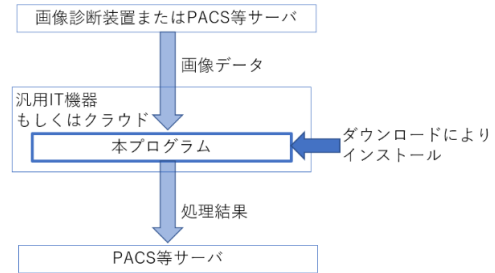 画像診断装置またはPACS等サーバ
画像データ
汎用IT機器
もしくはクラウド
本プログラム
ダウンロードにより
インストール
処理結果
PACS等サーバ